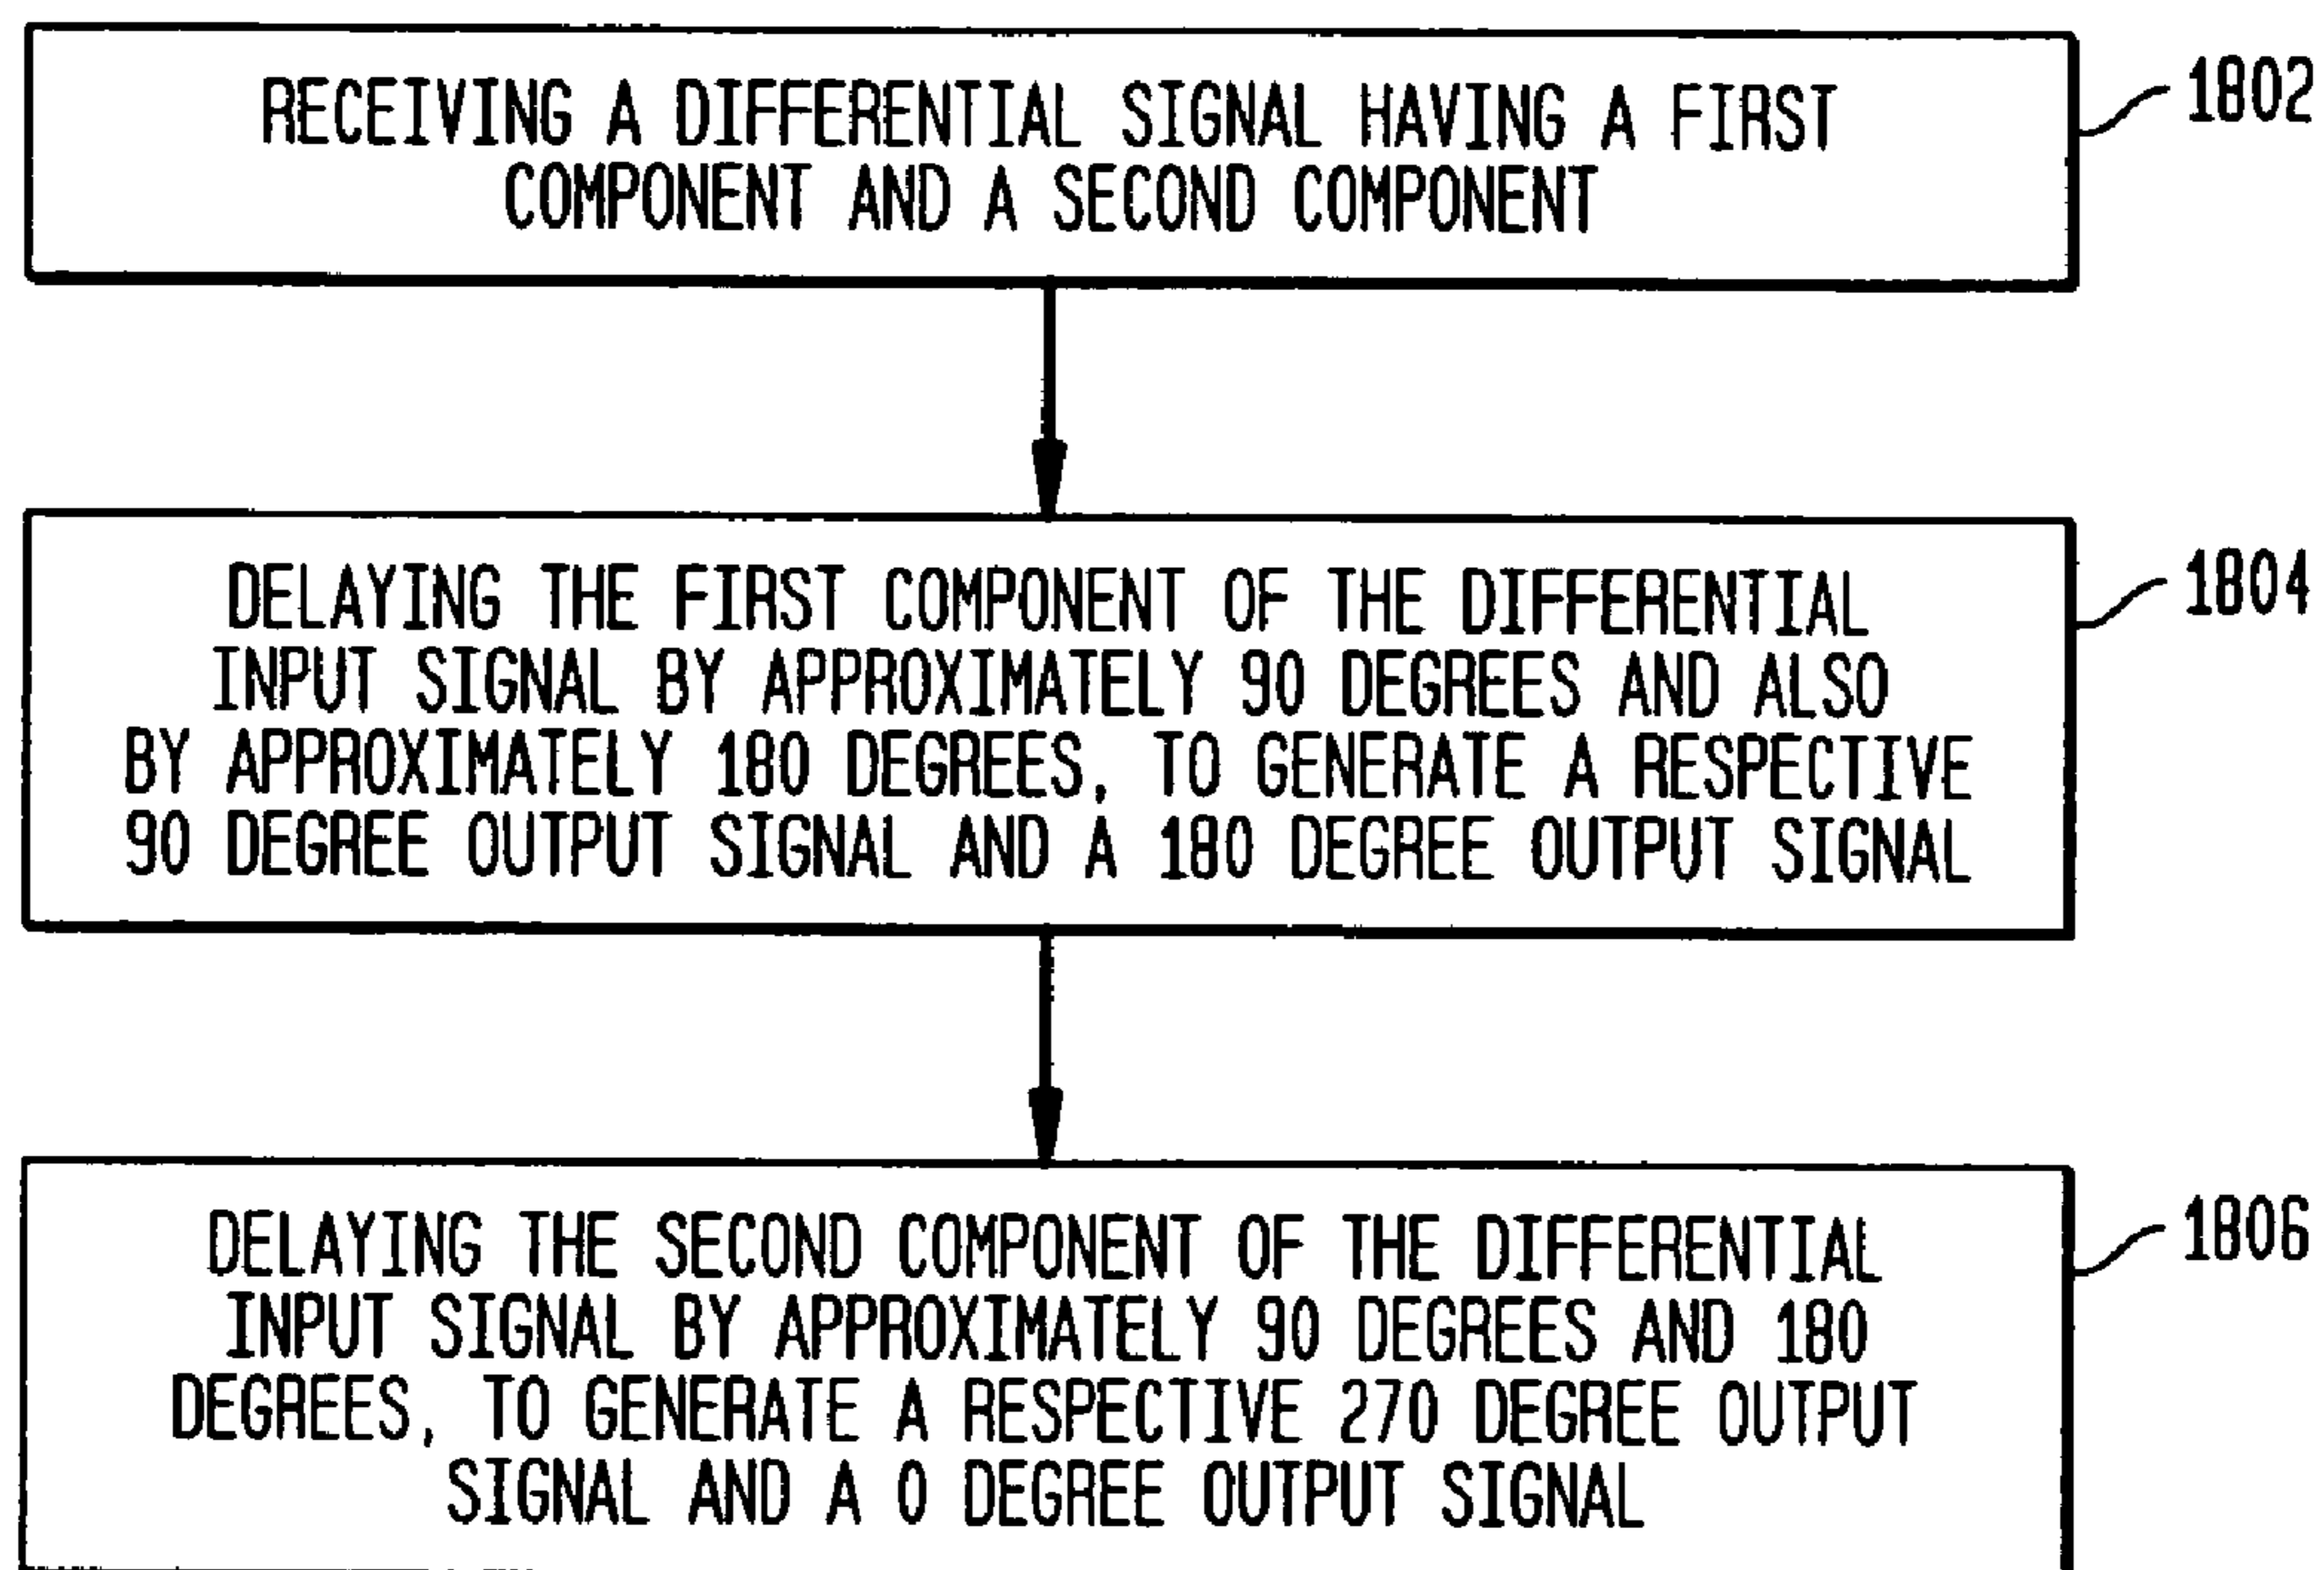 RECEIVING A DIFFERENTIAL SIGNAL HAVING A FIRST
COMPONENT AND A SECOND COMPONENT
1802
DELAYING THE FIRST COMPONENT OF THE DIFFERENTIAL
INPUT SIGNAL BY APPROXIMATELY 90 DEGREES AND ALSO
BY APPROXIMATELY 180 DEGREES, TO GENERATE A RESPECTIVE
90 DEGREE OUTPUT SIGNAL AND A 180 DEGREE OUTPUT SIGNAL
1804
DELAYING THE SECOND COMPONENT OF THE DIFFERENTIAL
INPUT SIGNAL BY APPROXIMATELY 90 DEGREES AND 180
DEGREES, TO GENERATE A RESPECTIVE 270 DEGREE OUTPUT
SIGNAL AND A 0 DEGREE OUTPUT SIGNAL
1806